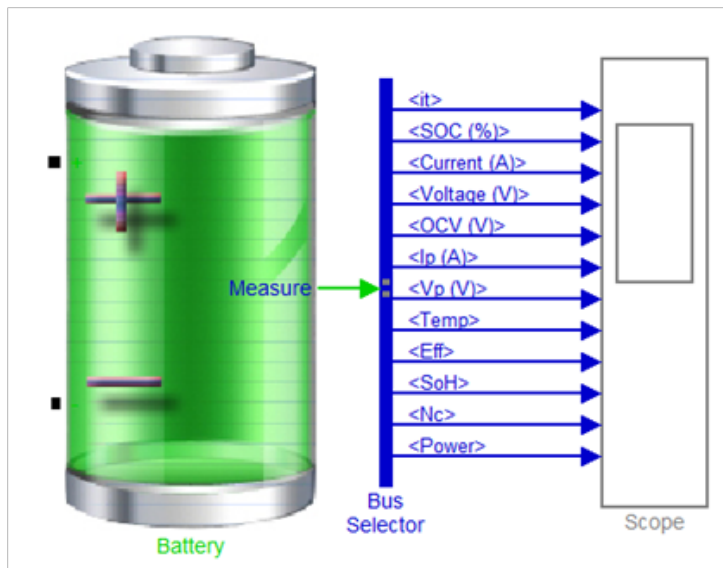 <it>
<SOC (%)>
<Current (A)>
<Voltage (V)>
<OCV (V)>
<Ip (A)>
Measure
<Vp (V)>
<Temp>
<Eff>
<SoH>
<Nc>
<Power>
Bus
Selector
Scope
Battery